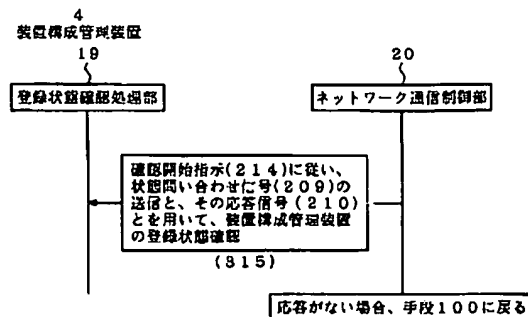 4
装置構成管理装置
19
20
登録状態確認処理部
ネットワーク通信制御部
確認開始指示(214)に従い、
状態問い合わせ信号(209)の
送信と、その応答信号(210)
とを用いて、装置構成管理装置
の登録状態確認
(315)
応答がない場合、手段100に戻る